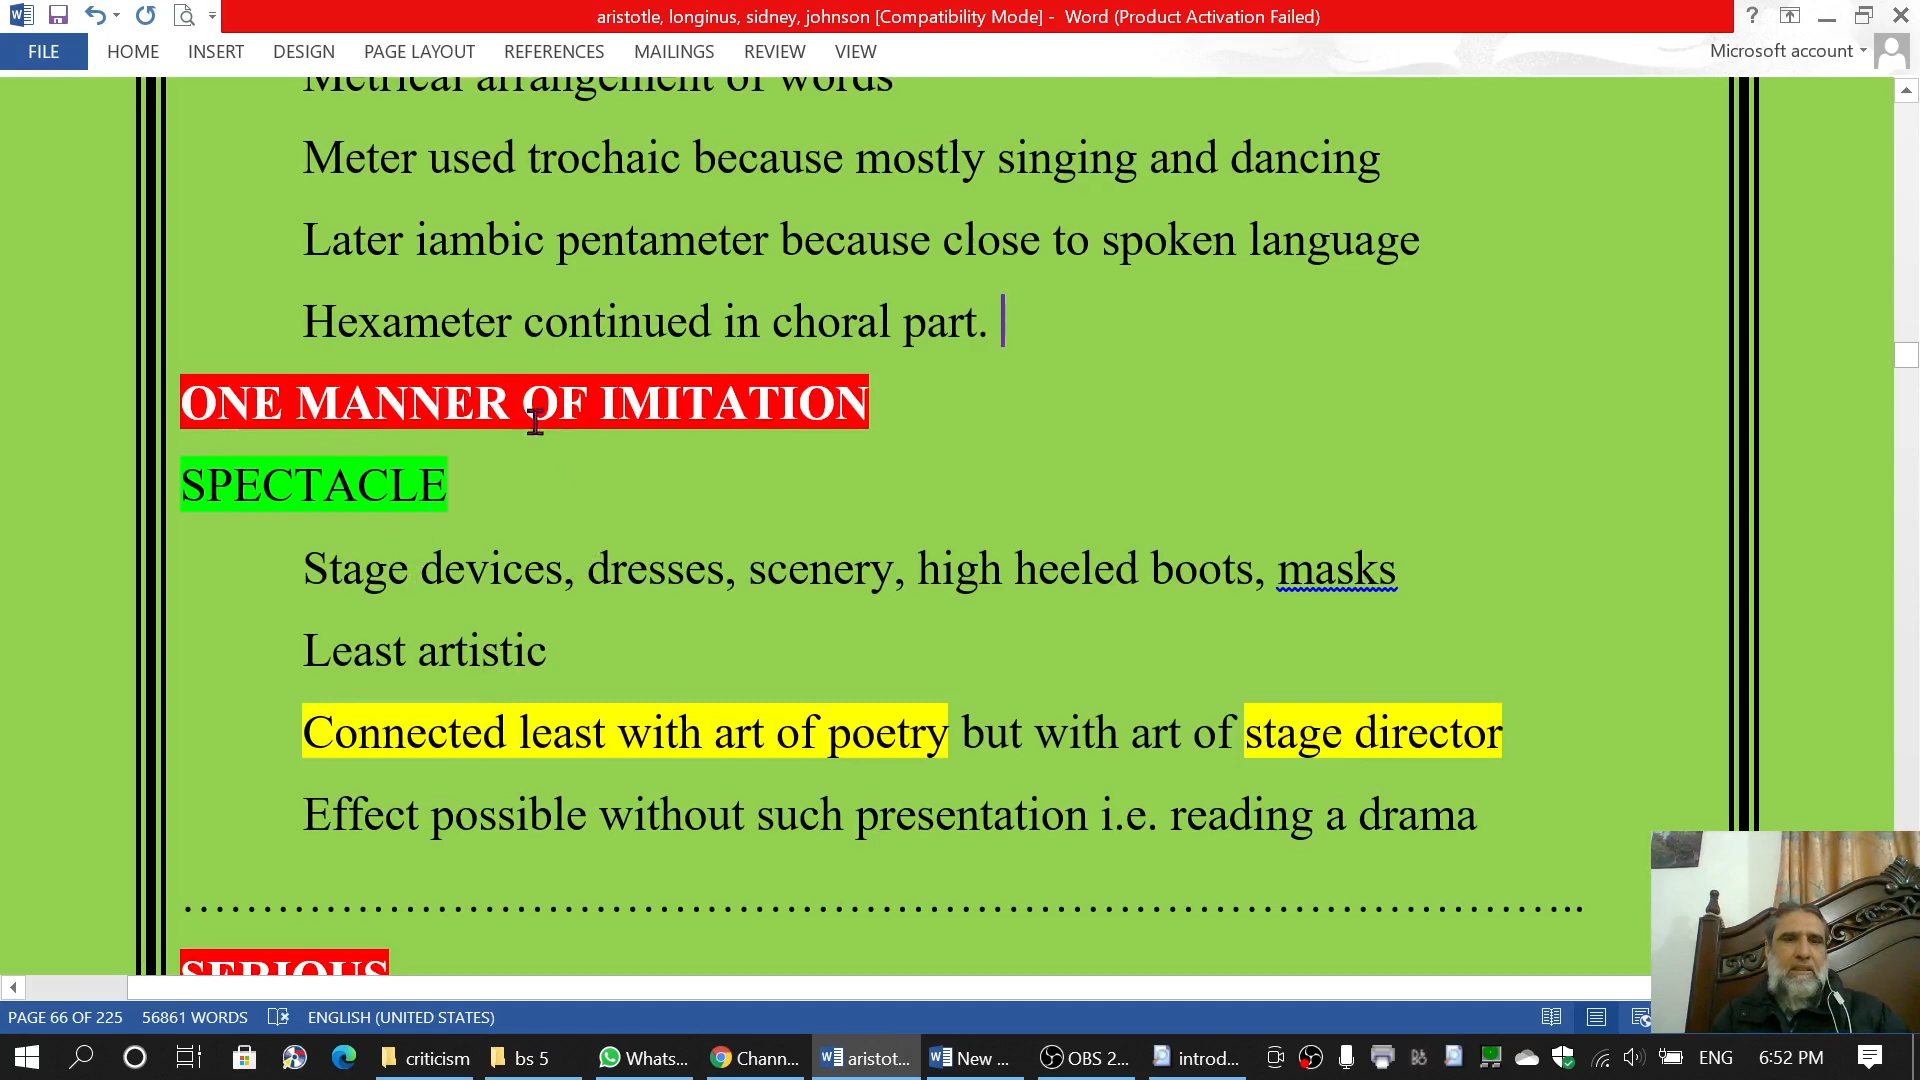 aristotle, longinus, sidney, johnson [Compatibility Mode] - Word (Product Activation Failed)
FILE HOME INSERT DESIGN PAGE LAYOUT REFERENCES MAILINGS REVIEW VIEW Microsoft account
Metrical arrangement of words
Meter used trochaic because mostly singing and dancing
Later iambic pentameter because close to spoken language
Hexameter continued in choral part.
ONE MANNER OF IMITATION
SPECTACLE
Stage devices, dresses, scenery, high heeled boots, masks
Least artistic
Connected least with art of poetry but with art of stage director
Effect possible without such presentation i.e. reading a drama
…………………………………………………………………………..
SERIOUS
PAGE 66 OF 225 56861 WORDS ENGLISH (UNITED STATES)
criticism bs 5 Whats... Chann... aristot... New ... OBS 2... introd... ENG 6:52 PM